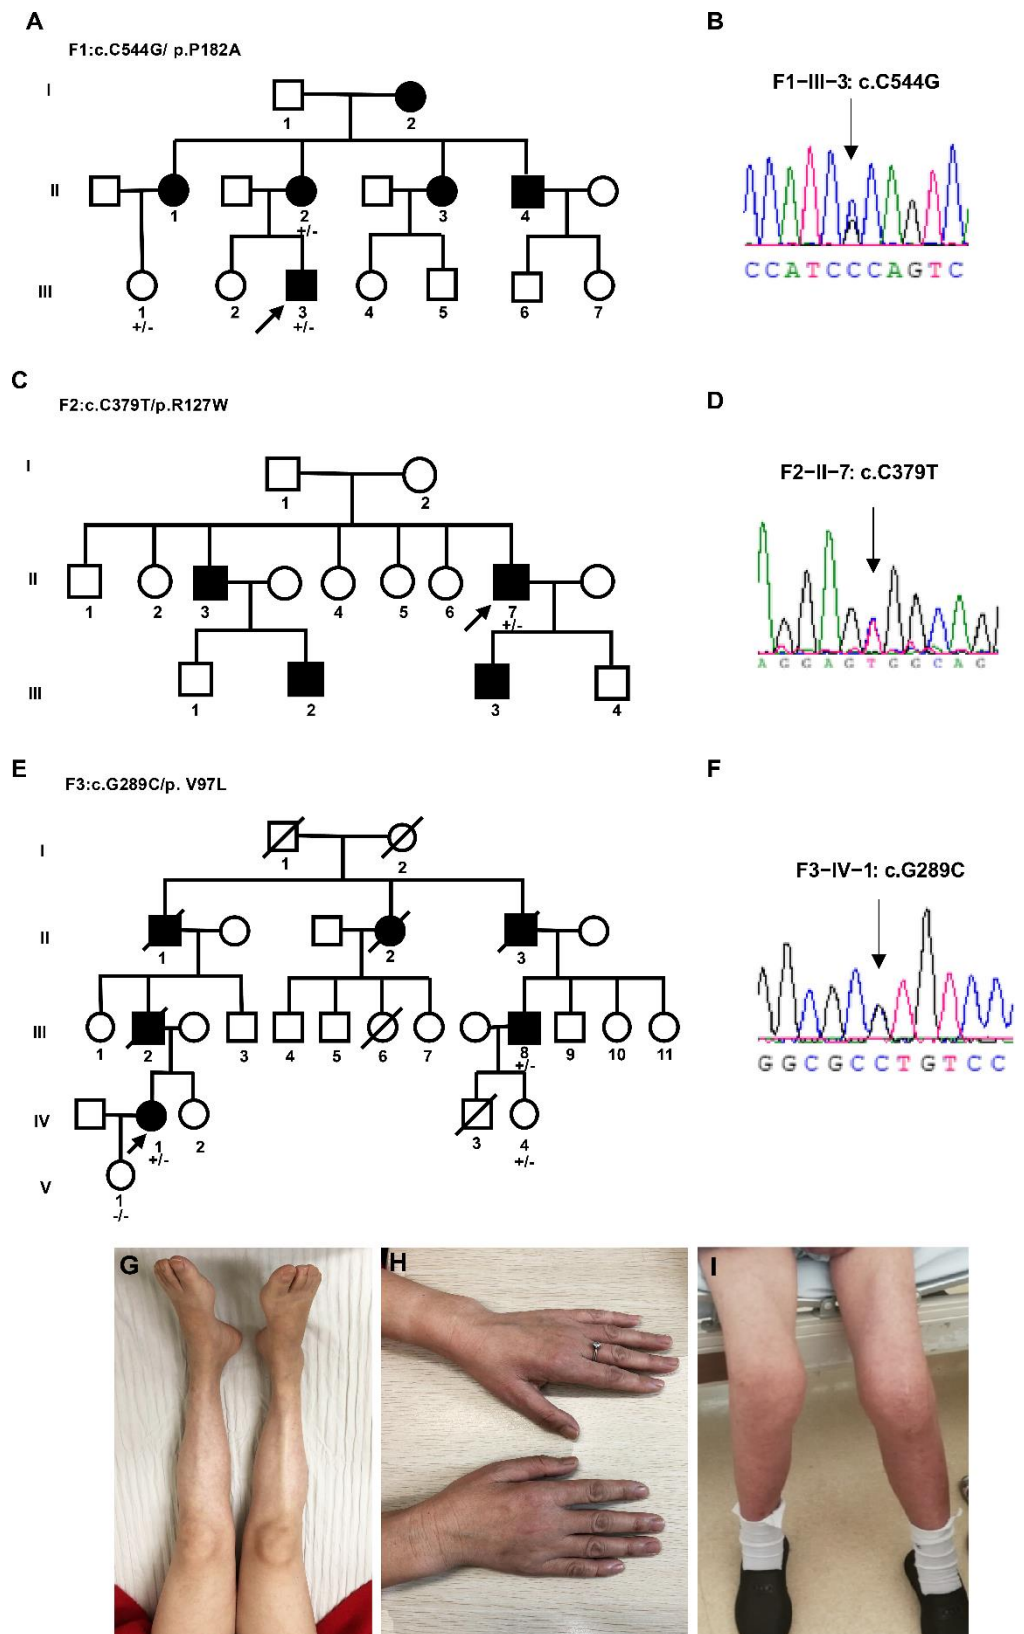 A
F1:c.C544G/ p.P182A
I
1
2
II
1
2
+/-
3
4
III
1
+/-
2
3
+/-
4
5
6
7
B
F1-III-3: c.C544G
CCATCCCAGTC
C
F2:c.C379T/p.R127W
I
1
2
II
1
2
3
4
5
6
7
+/-
III
1
2
3
4
D
F2-II-7: c.C379T
AGGAGTGGCAG
E
F3:c.G289C/p. V97L
I
1
2
II
1
2
3
III
1
2
3
4
5
6
7
8
+/-
9
10
11
IV
1
+/-
2
3
4
+/-
V
1
-/-
F
F3-IV-1: c.G289C
GGCGCCTGTCC
G
H
I